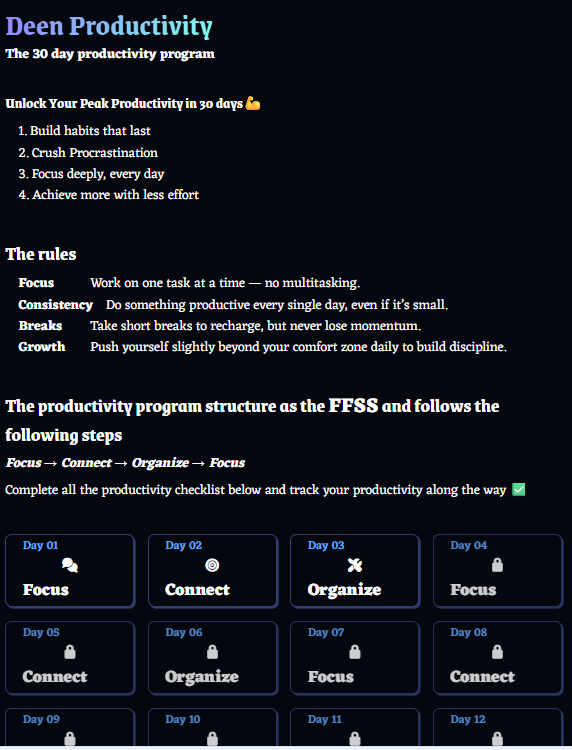 Deen Productivity
The 30 day productivity program
Unlock Your Peak Productivity in 30 days 💪
1. Build habits that last
2. Crush Procrastination
3. Focus deeply, every day
4. Achieve more with less effort
The rules
Focus Work on one task at a time — no multitasking.
Consistency Do something productive every single day, even if it's small.
Breaks Take short breaks to recharge, but never lose momentum.
Growth Push yourself slightly beyond your comfort zone daily to build discipline.
The productivity program structure as the FFSS and follows the
following steps
Focus → Connect → Organize → Focus
Complete all the productivity checklist below and track your productivity along the way ✅
Day 01 Day 02 Day 03 Day 04
Focus Connect Organize Focus
Day 05 Day 06 Day 07 Day 08
Connect Organize Focus Connect
Day 09 Day 10 Day 11 Day 12